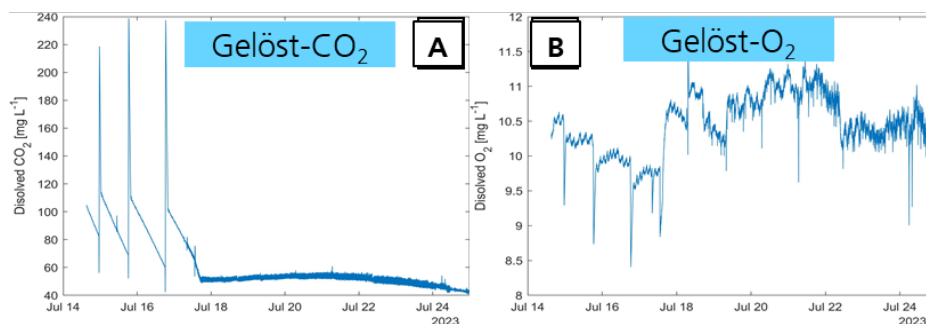 Gelöst-CO₂
A
240
220
200
180
160
140
120
100
80
60
40
Disolved CO₂ [mg L⁻¹]
Jul 14 Jul 16 Jul 18 Jul 20 Jul 22 Jul 24
2023
Gelöst-O₂
B
12
11.5
11
10.5
10
9.5
9
8.5
8
Disolved O₂ [mg L⁻¹]
Jul 14 Jul 16 Jul 18 Jul 20 Jul 22 Jul 24
2023